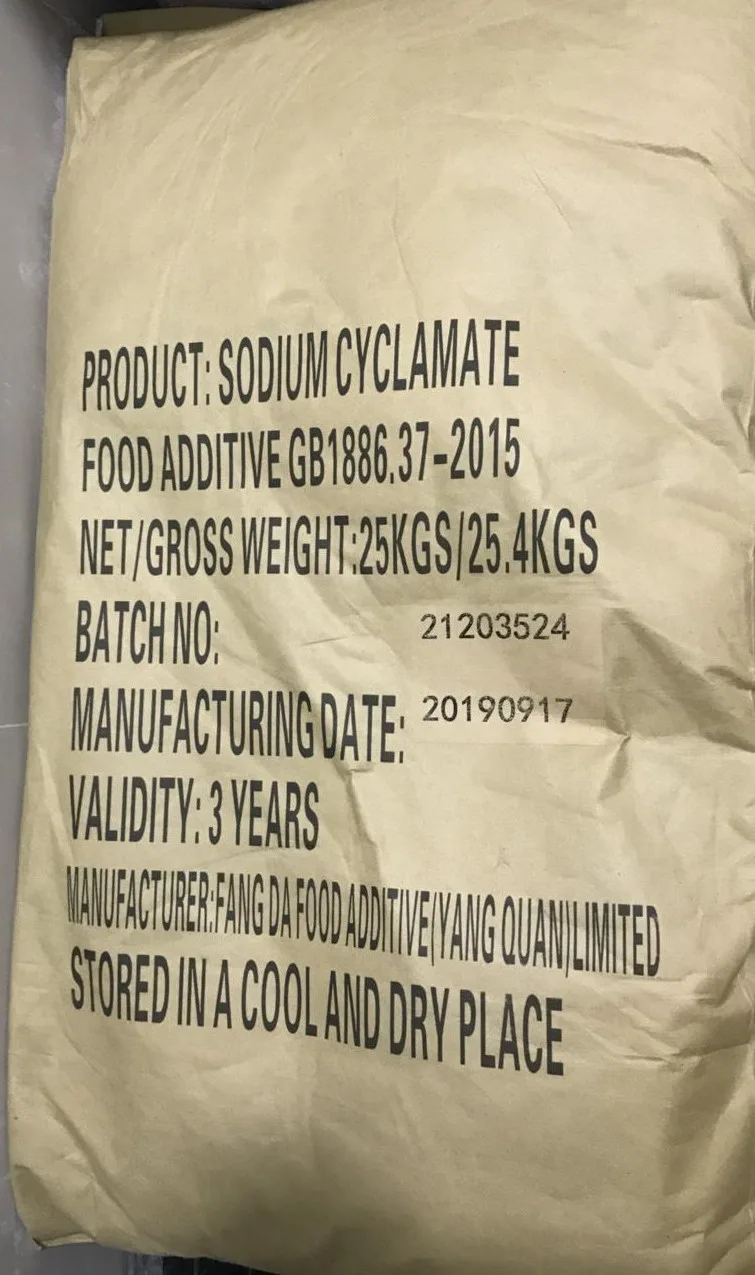 PRODUCT: SODIUM CYCLAMATE
FOOD ADDITIVE GB1886.37-2015
NET/GROSS WEIGHT:25KGS/25.4KGS
BATCH NO: 21203524
MANUFACTURING DATE: 20190917
VALIDITY: 3 YEARS
MANUFACTURER:FANG DA FOOD ADDITIVE(YANG QUAN)LIMITED
STORED IN A COOL AND DRY PLACE